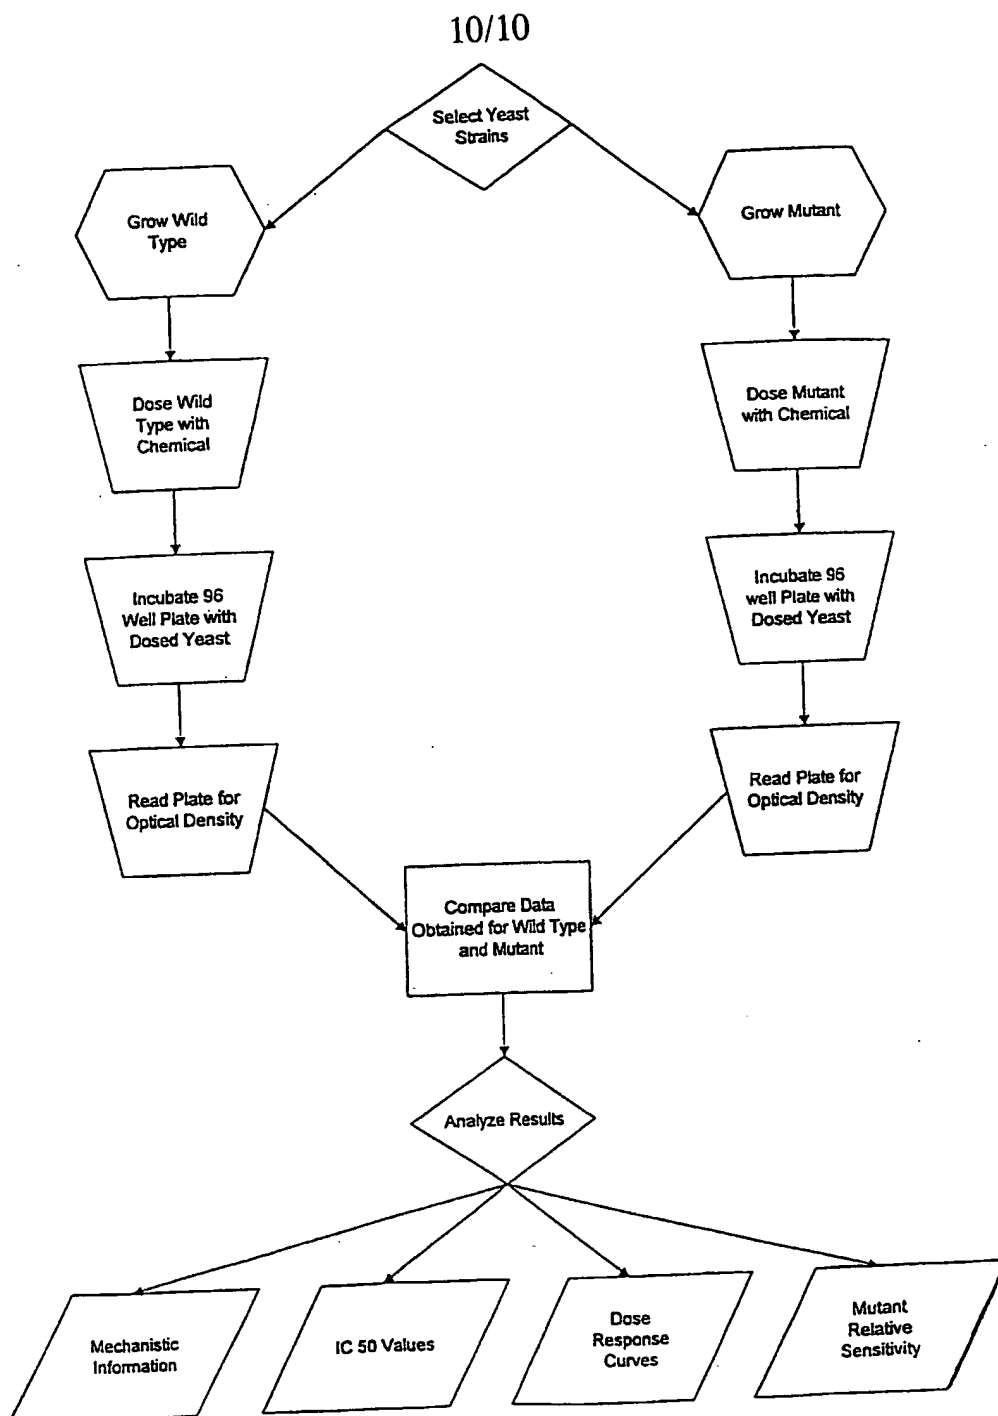 10/10
Select Yeast
Strains
Grow Wild
Type
Grow Mutant
Dose Wild
Type with
Chemical
Dose Mutant
with Chemical
Incubate 96
Well Plate with
Dosed Yeast
Incubate 96
well Plate with
Dosed Yeast
Read Plate for
Optical Density
Read Plate for
Optical Density
Compare Data
Obtained for Wild Type
and Mutant
Analyze Results
Mechanistic
Information
IC 50 Values
Dose
Response
Curves
Mutant
Relative
Sensitivity